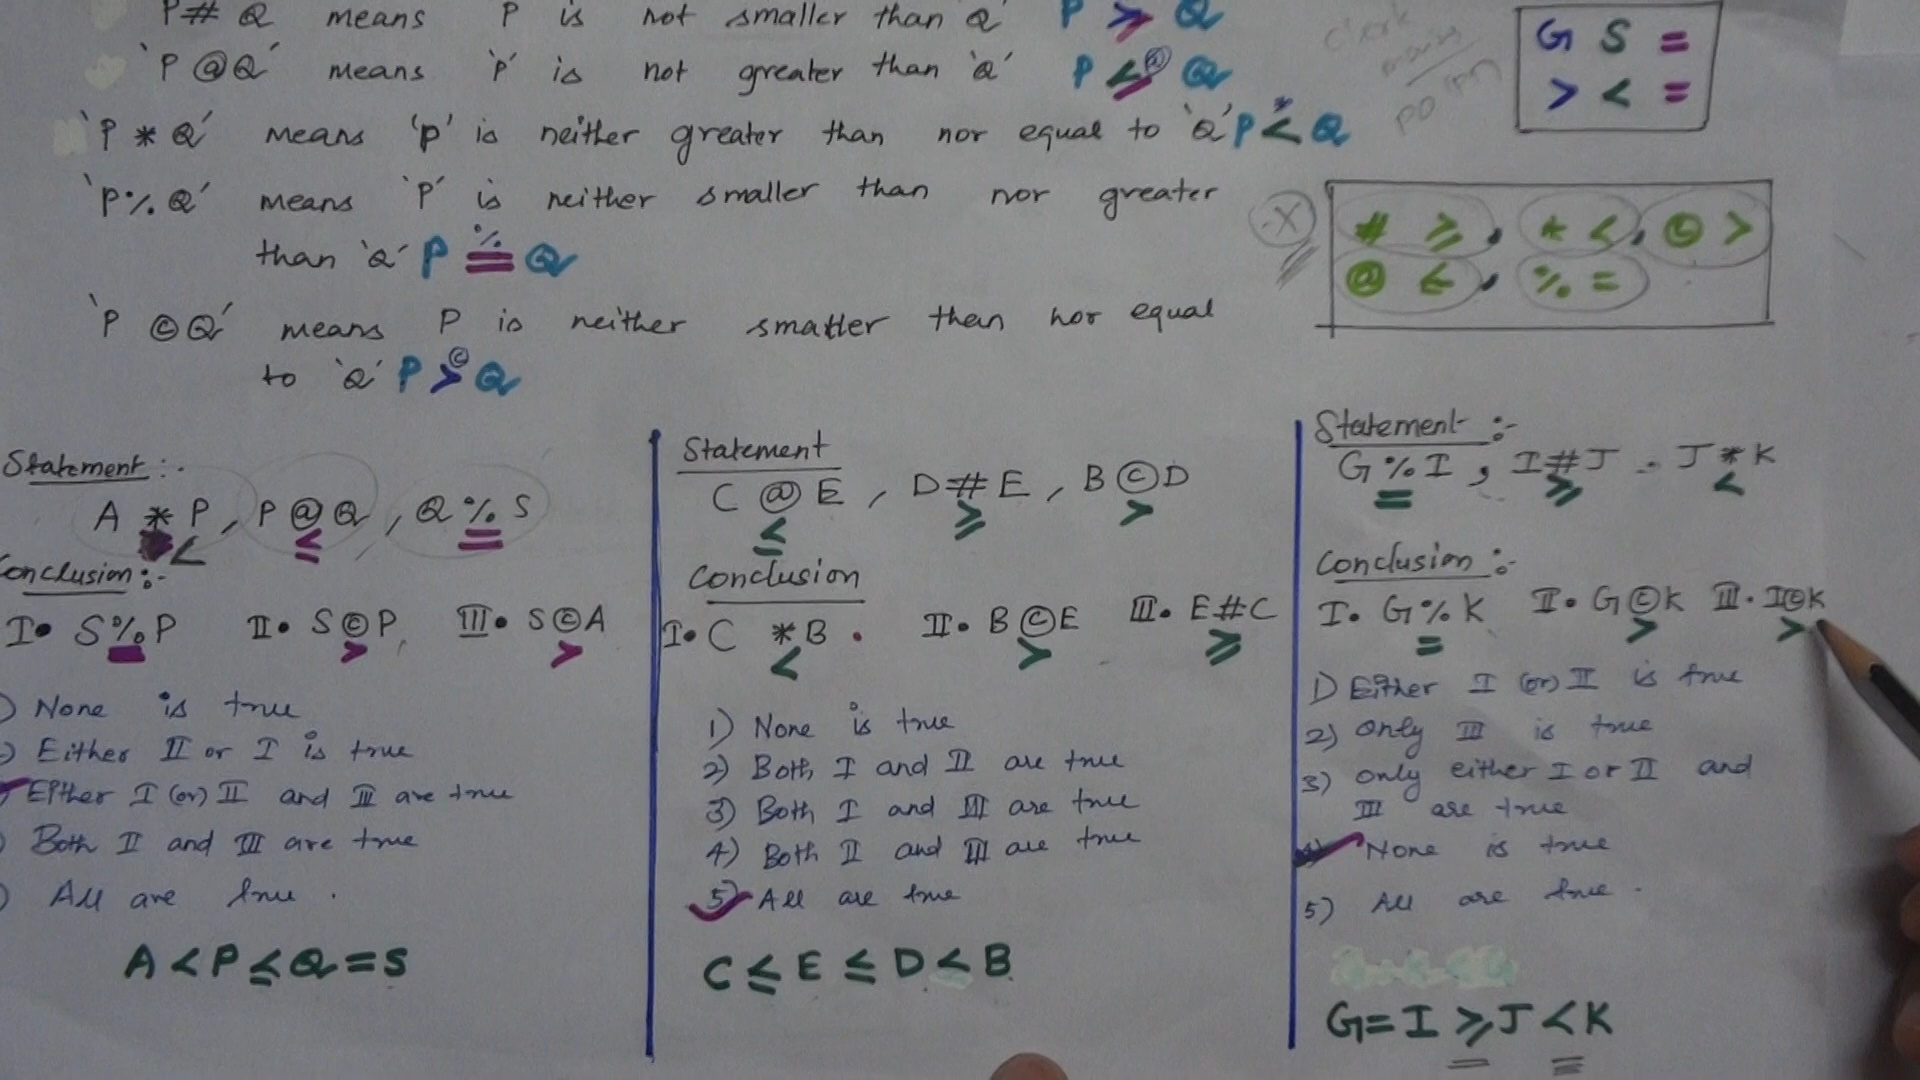 P # Q means P is not smaller than Q P ≥ Q
'P @ Q' means 'P' is not greater than 'Q' P ≤ @ Q
'P * Q' means 'P' is neither greater than nor equal to 'Q' P < * Q
'P % Q' means 'P' is neither smaller than nor greater
than 'Q' P = % Q
'P © Q' means P is neither smaller than nor equal
to 'Q' P > © Q
G S =
> < =
X
# ≥, * <, © >
@ ≤, % =
Statement :-
A * P, P @ Q, Q % S
< ≤ =
Conclusion :-
I. S % P II. S © P, III. S © A
= > >
) None is true
) Either II or I is true
) Either I (or) II and III are true
) Both II and III are true
) All are true.
A < P ≤ Q = S
Statement
C @ E, D # E, B © D
≤ ≥ >
Conclusion
I. C * B. II. B © E III. E # C
< > ≥
1) None is true
2) Both I and II are true
3) Both I and III are true
4) Both II and III are true
5) All are true
C ≤ E ≤ D < B
Statement :-
G % I, I # J, J * K
= ≥ <
Conclusion :-
I. G % K II. G © K III. I © K
= > >
1) Either I (or) II is true
2) Only III is true
3) only either I or II and
III are true
4) None is true
5) All are true.
G = I ≥ J < K